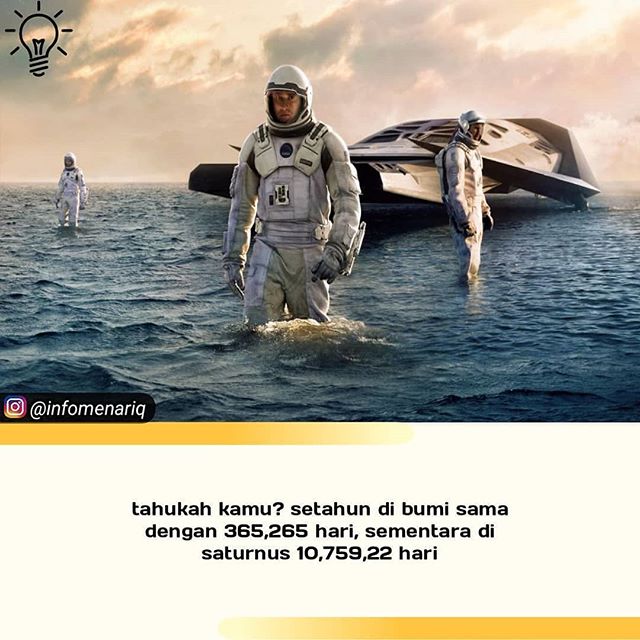 @infomenariq
tahukah kamu? setahun di bumi sama
dengan 365,265 hari, sementara di
saturnus 10,759,22 hari